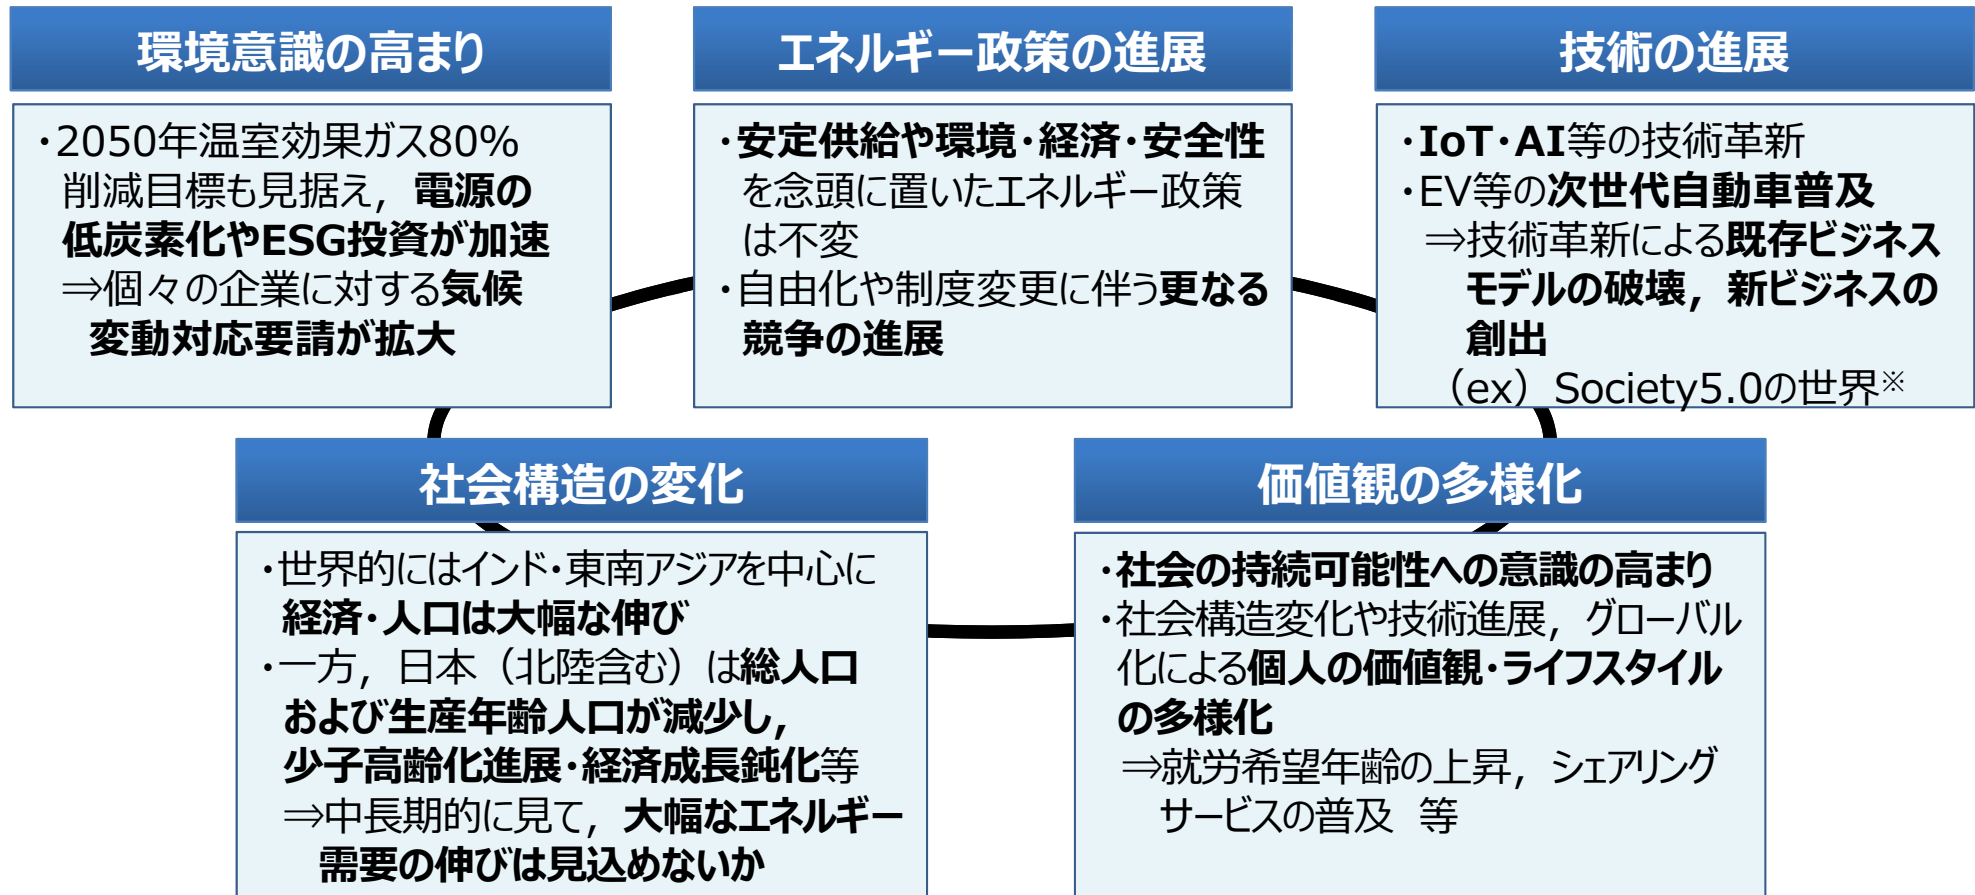 環境意識の高まり
・2050年温室効果ガス80%
削減目標も見据え，電源の
低炭素化やESG投資が加速
⇒個々の企業に対する気候
変動対応要請が拡大
エネルギー政策の進展
・安定供給や環境・経済・安全性
を念頭に置いたエネルギー政策
は不変
・自由化や制度変更に伴う更なる
競争の進展
技術の進展
・IoT・AI等の技術革新
・EV等の次世代自動車普及
⇒技術革新による既存ビジネス
モデルの破壊，新ビジネスの
創出
（ex）Society5.0の世界※
社会構造の変化
・世界的にはインド・東南アジアを中心に
経済・人口は大幅な伸び
・一方，日本（北陸含む）は総人口
および生産年齢人口が減少し，
少子高齢化進展・経済成長鈍化等
⇒中長期的に見て，大幅なエネルギー
需要の伸びは見込めないか
価値観の多様化
・社会の持続可能性への意識の高まり
・社会構造変化や技術進展，グローバル
化による個人の価値観・ライフスタイル
の多様化
⇒就労希望年齢の上昇，シェアリング
サービスの普及　等